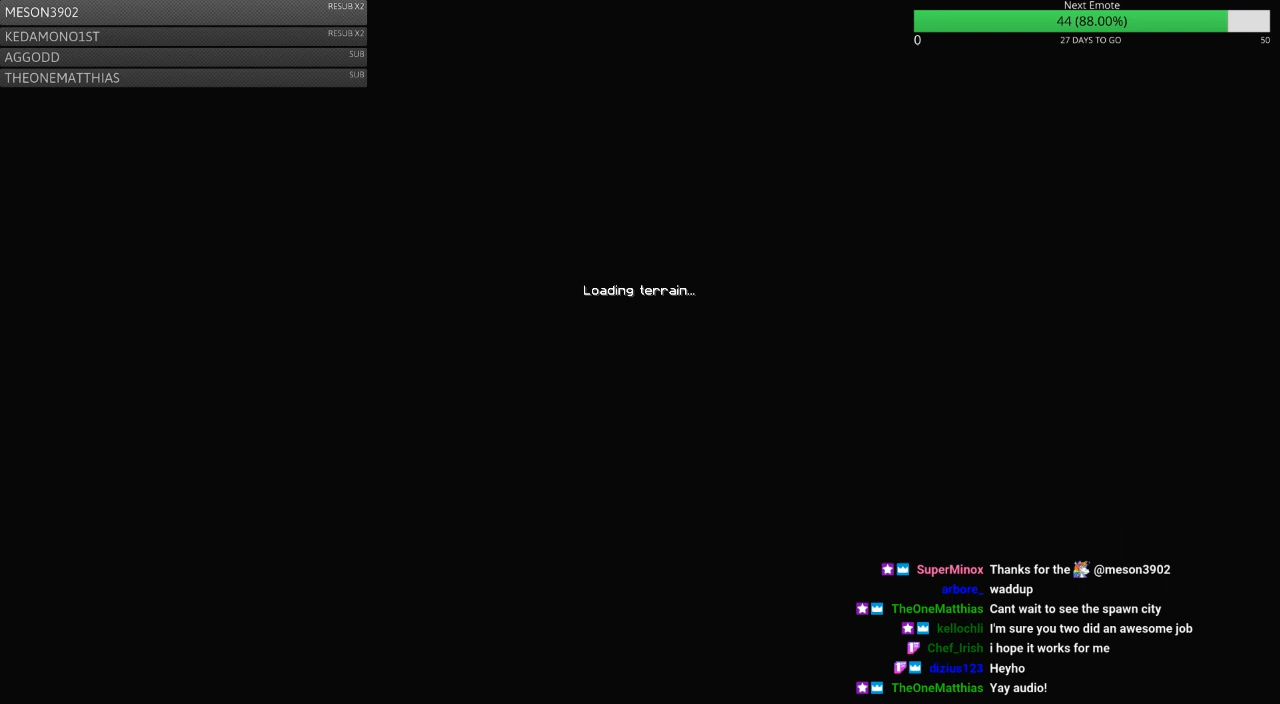 MESON3902 RESUB X2
KEDAMONO1ST RESUB X2
AGGODD SUB
THEONEMATTHIAS SUB
Next Emote
44 (88.00%)
0 27 DAYS TO GO 50
Loading terrain...
SuperMinox Thanks for the @meson3902
arbore_ waddup
TheOneMatthias Cant wait to see the spawn city
kellochli I'm sure you two did an awesome job
Chef_Irish i hope it works for me
dizius123 Heyho
TheOneMatthias Yay audio!